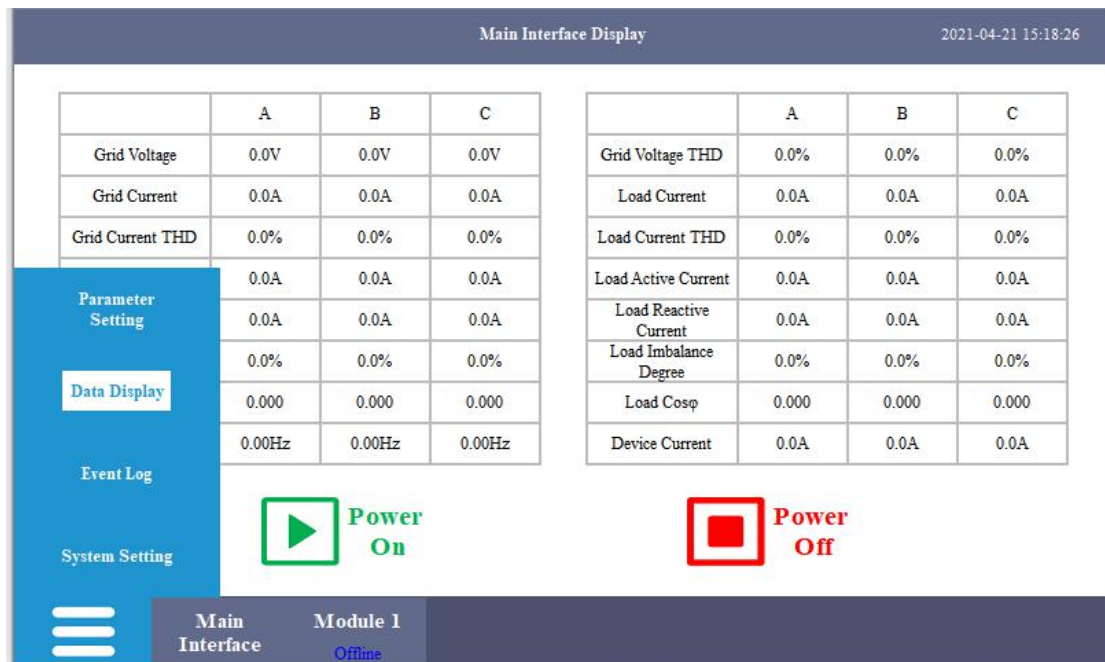 Main Interface Display 2021-04-21 15:18:26
A B C
Grid Voltage 0.0V 0.0V 0.0V
Grid Current 0.0A 0.0A 0.0A
Grid Current THD 0.0% 0.0% 0.0%
0.0A 0.0A 0.0A
0.0A 0.0A 0.0A
0.0% 0.0% 0.0%
0.000 0.000 0.000
0.00Hz 0.00Hz 0.00Hz
A B C
Grid Voltage THD 0.0% 0.0% 0.0%
Load Current 0.0A 0.0A 0.0A
Load Current THD 0.0% 0.0% 0.0%
Load Active Current 0.0A 0.0A 0.0A
Load Reactive
Current 0.0A 0.0A 0.0A
Load Imbalance
Degree 0.0% 0.0% 0.0%
Load Cosφ 0.000 0.000 0.000
Device Current 0.0A 0.0A 0.0A
Parameter
Setting
Data Display
Event Log
System Setting
Power
On
Power
Off
Main
Interface
Module 1
Offline